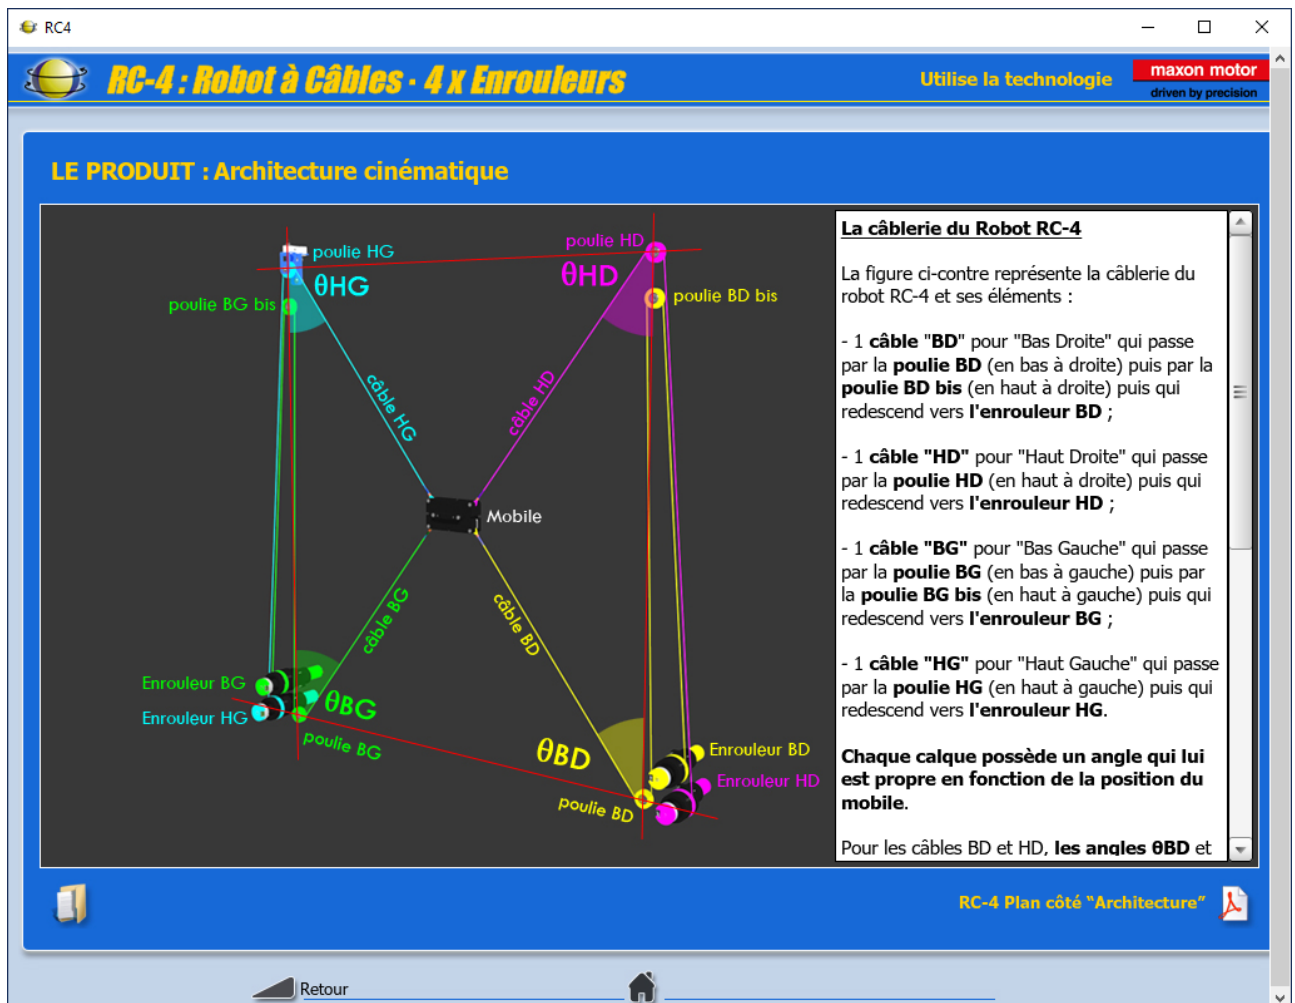 RC4
RC-4 : Robot à Câbles - 4 x Enrouleurs
Utilise la technologie
maxon motor
driven by precision
LE PRODUIT : Architecture cinématique
poulie HG
θHG
poulie BG bis
poulie HD
θHD
poulie BD bis
câble HG
câble HD
Mobile
câble BG
câble BD
Enrouleur BG
Enrouleur HG
θBG
poulie BG
θBD
poulie BD
Enrouleur BD
Enrouleur HD
La câblerie du Robot RC-4
La figure ci-contre représente la câblerie du
robot RC-4 et ses éléments :
- 1 câble "BD" pour "Bas Droite" qui passe
par la poulie BD (en bas à droite) puis par la
poulie BD bis (en haut à droite) puis qui
redescend vers l'enrouleur BD ;
- 1 câble "HD" pour "Haut Droite" qui passe
par la poulie HD (en haut à droite) puis qui
redescend vers l'enrouleur HD ;
- 1 câble "BG" pour "Bas Gauche" qui passe
par la poulie BG (en bas à gauche) puis par
la poulie BG bis (en haut à gauche) puis qui
redescend vers l'enrouleur BG ;
- 1 câble "HG" pour "Haut Gauche" qui passe
par la poulie HG (en haut à gauche) puis qui
redescend vers l'enrouleur HG.
Chaque calque possède un angle qui lui
est propre en fonction de la position du
mobile.
Pour les câbles BD et HD, les angles θBD et
RC-4 Plan côté "Architecture"
Retour